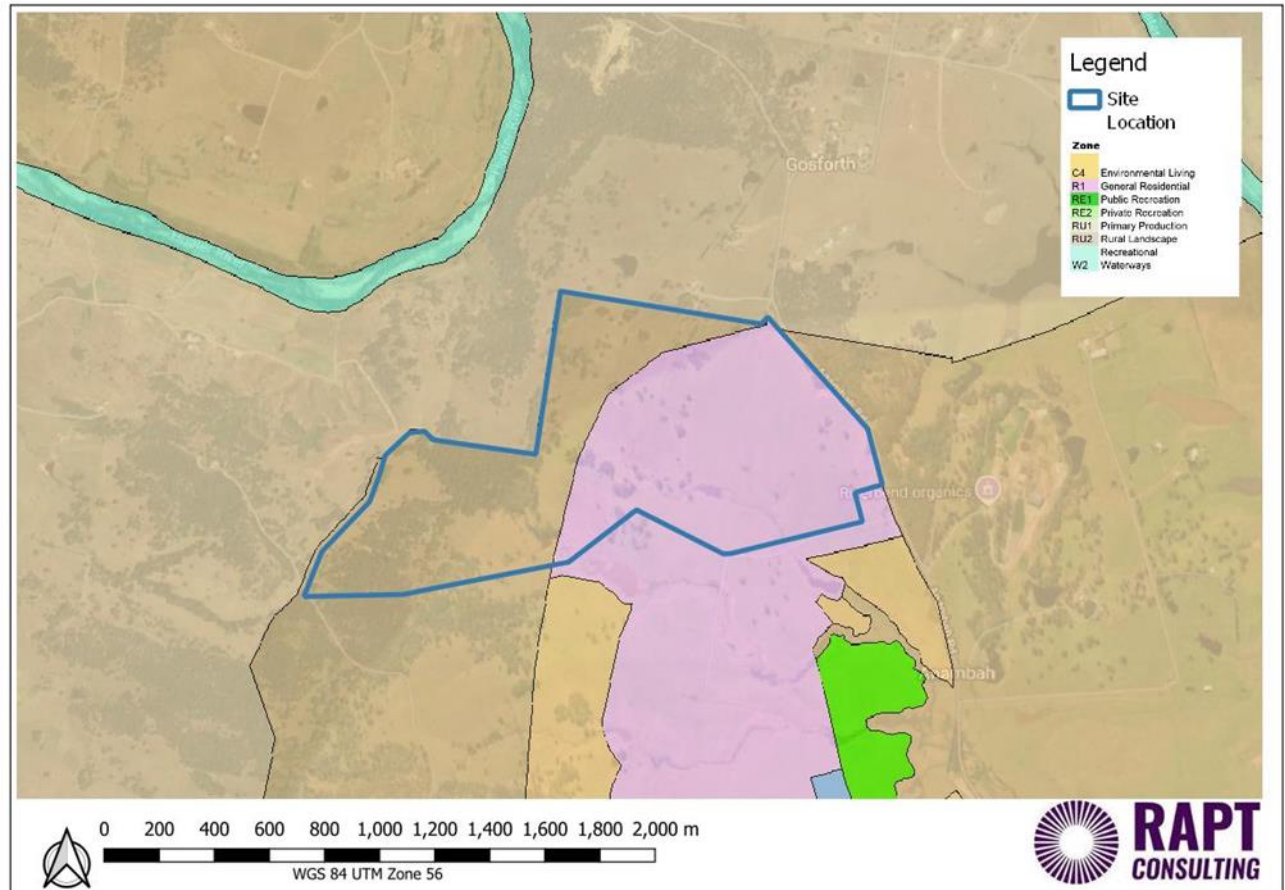 Legend
Site
Location
Zone
C4 Environmental Living
R1 General Residential
RE1 Public Recreation
RE2 Private Recreation
RU1 Primary Production
RU2 Rural Landscape
Recreational
W2 Waterways
Gosforth
Riverbend organics
Anambah
0 200 400 600 800 1,000 1,200 1,400 1,600 1,800 2,000 m
WGS 84 UTM Zone 56
RAPT
CONSULTING